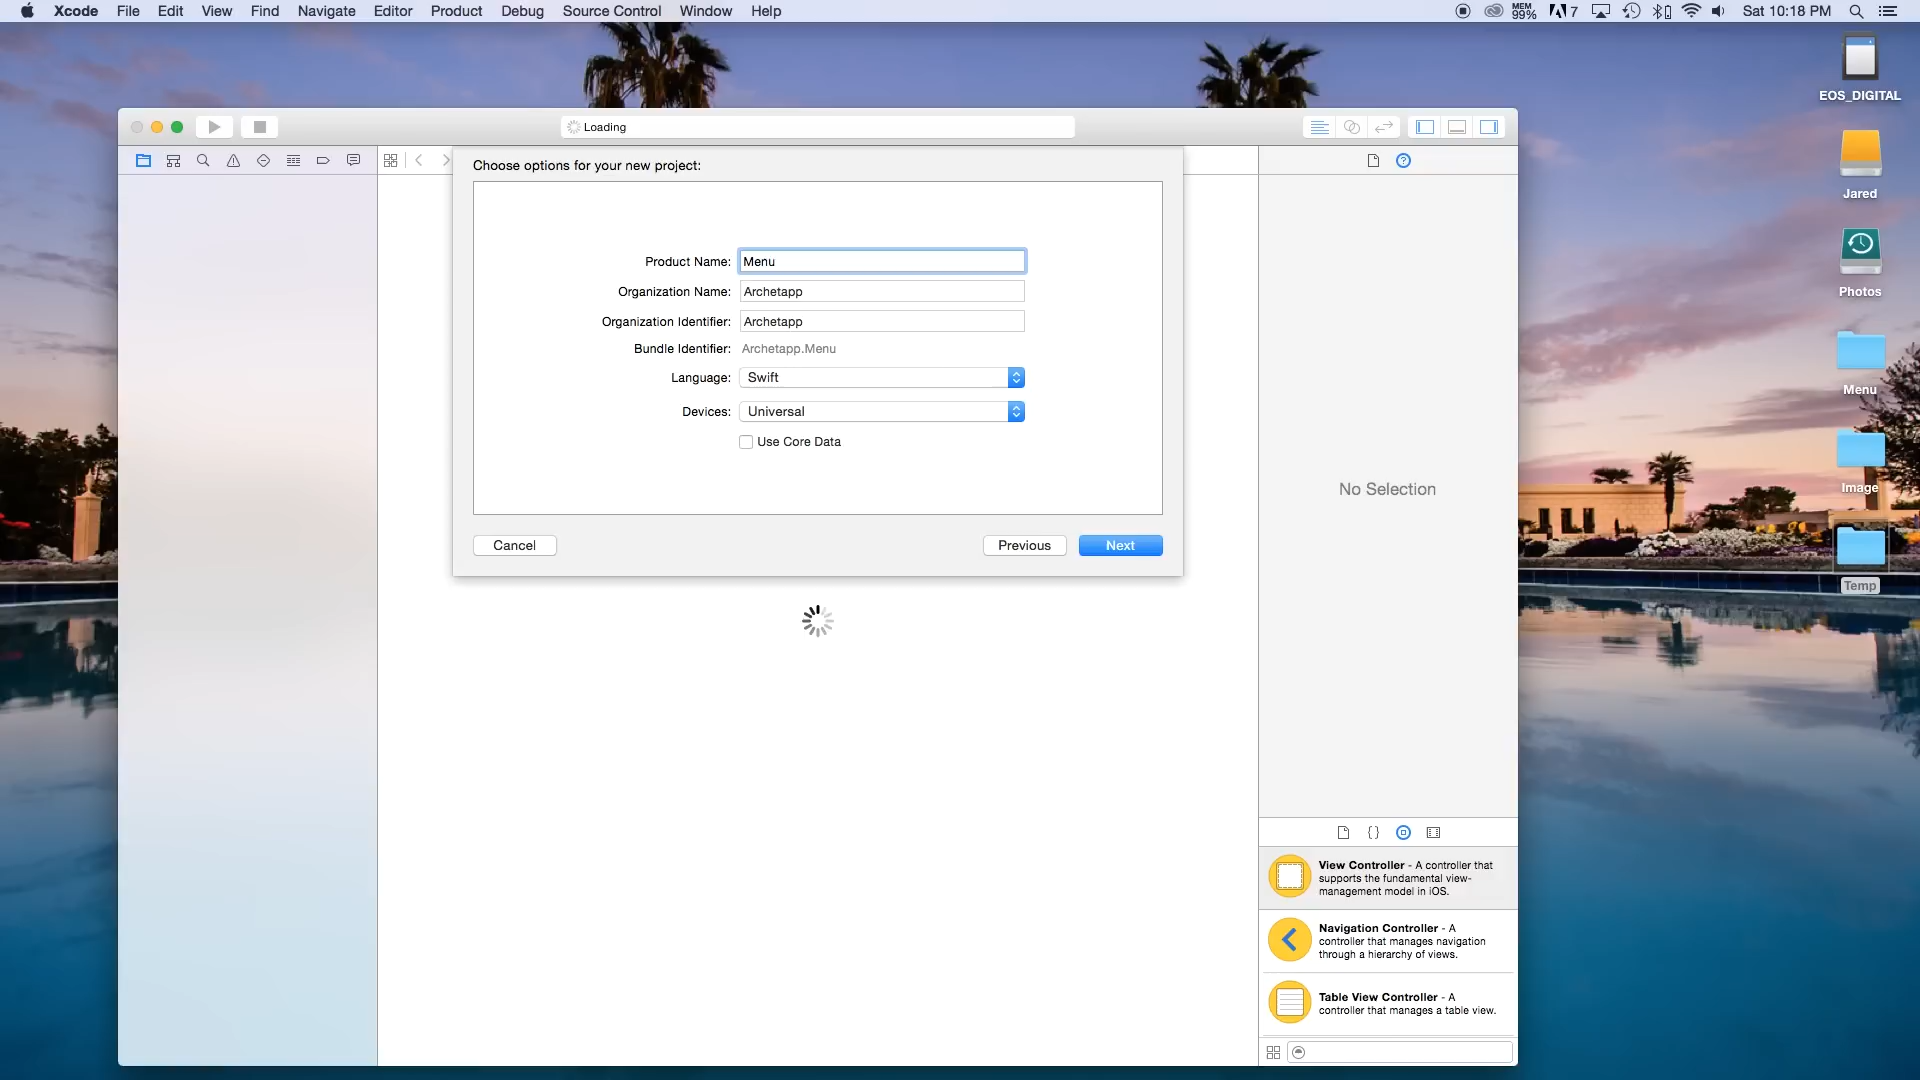 Xcode File Edit View Find Navigate Editor Product Debug Source Control Window Help
MEM 99% 7 Sat 10:18 PM
Loading
Choose options for your new project:
Product Name: Menu
Organization Name: Archetapp
Organization Identifier: Archetapp
Bundle Identifier: Archetapp.Menu
Language: Swift
Devices: Universal
Use Core Data
Cancel Previous Next
No Selection
View Controller - A controller that
supports the fundamental view-
management model in iOS.
Navigation Controller - A
controller that manages navigation
through a hierarchy of views.
Table View Controller - A
controller that manages a table view.
EOS_DIGITAL
Jared
Photos
Menu
Image
Temp